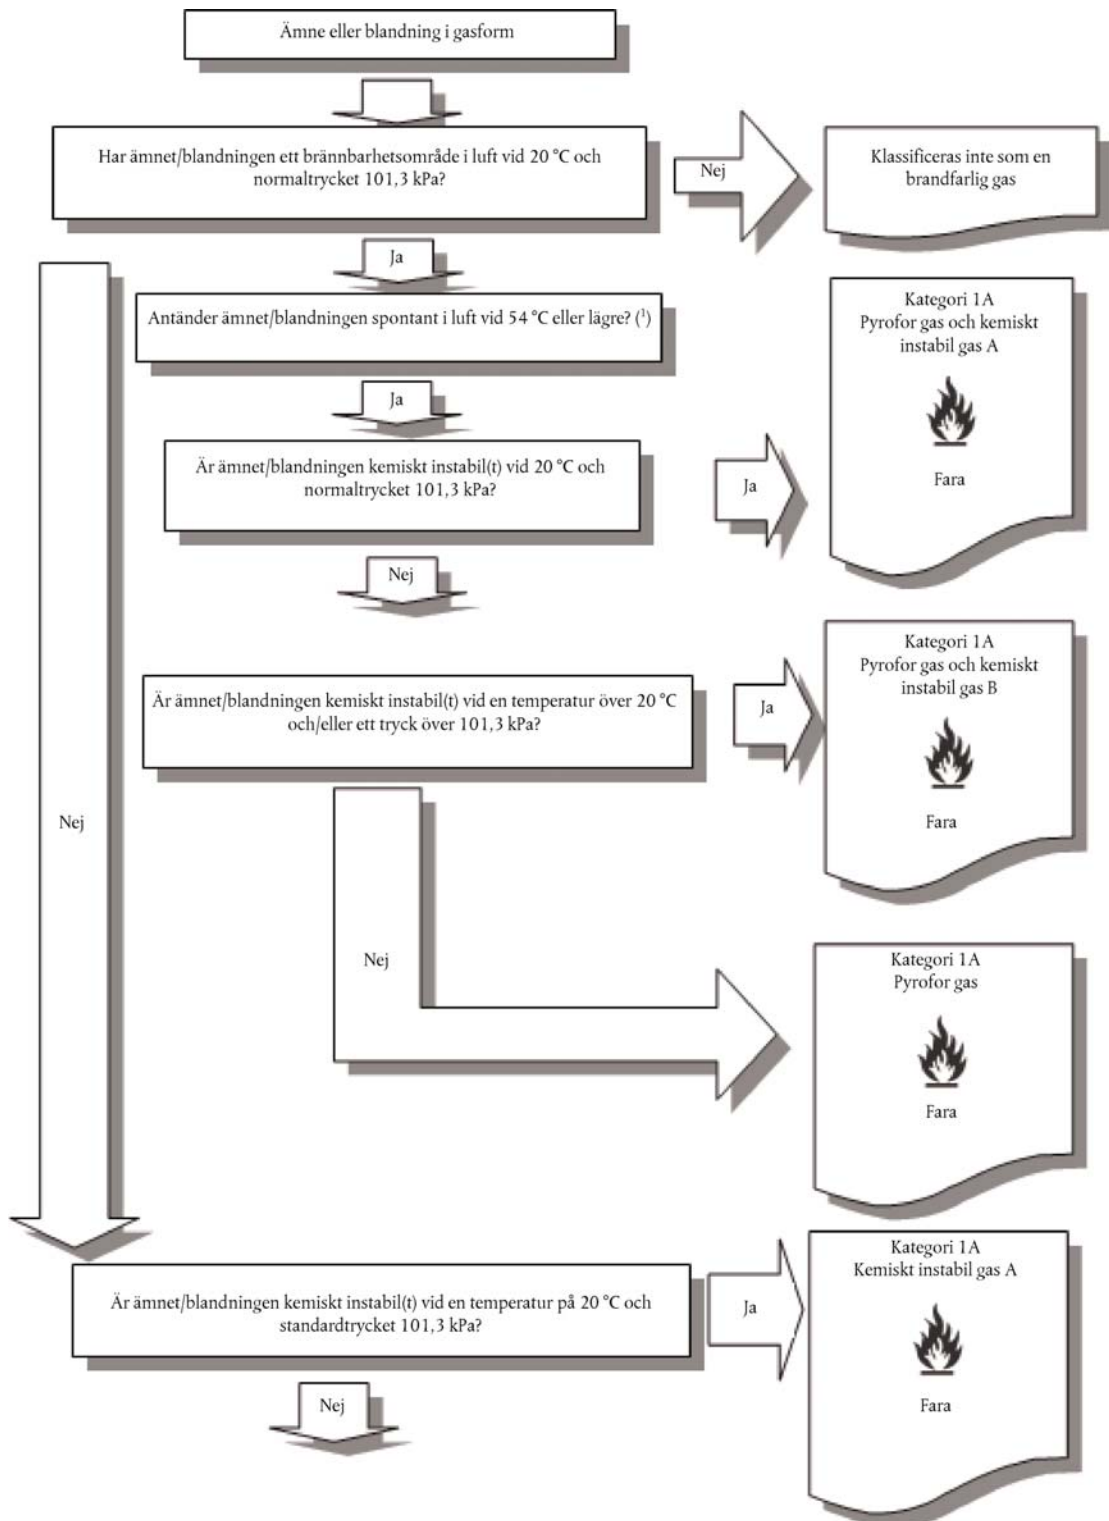 Ämne eller blandning i gasform
Har ämnet/blandningen ett brännbarhetsområde i luft vid 20 °C och
normaltrycket 101,3 kPa?
Nej
Klassificeras inte som en
brandfarlig gas
Ja
Antänder ämnet/blandningen spontant i luft vid 54 °C eller lägre? (¹)
Kategori 1A
Pyrofor gas och kemiskt
instabil gas A
Fara
Ja
Är ämnet/blandningen kemiskt instabil(t) vid 20 °C och
normaltrycket 101,3 kPa?
Ja
Nej
Är ämnet/blandningen kemiskt instabil(t) vid en temperatur över 20 °C
och/eller ett tryck över 101,3 kPa?
Ja
Kategori 1A
Pyrofor gas och kemiskt
instabil gas B
Fara
Nej
Nej
Kategori 1A
Pyrofor gas
Fara
Är ämnet/blandningen kemiskt instabil(t) vid en temperatur på 20 °C och
standardtrycket 101,3 kPa?
Ja
Kategori 1A
Kemiskt instabil gas A
Fara
Nej